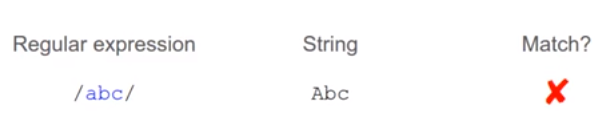 Regular expression String Match?
/abc/ Abc ✘